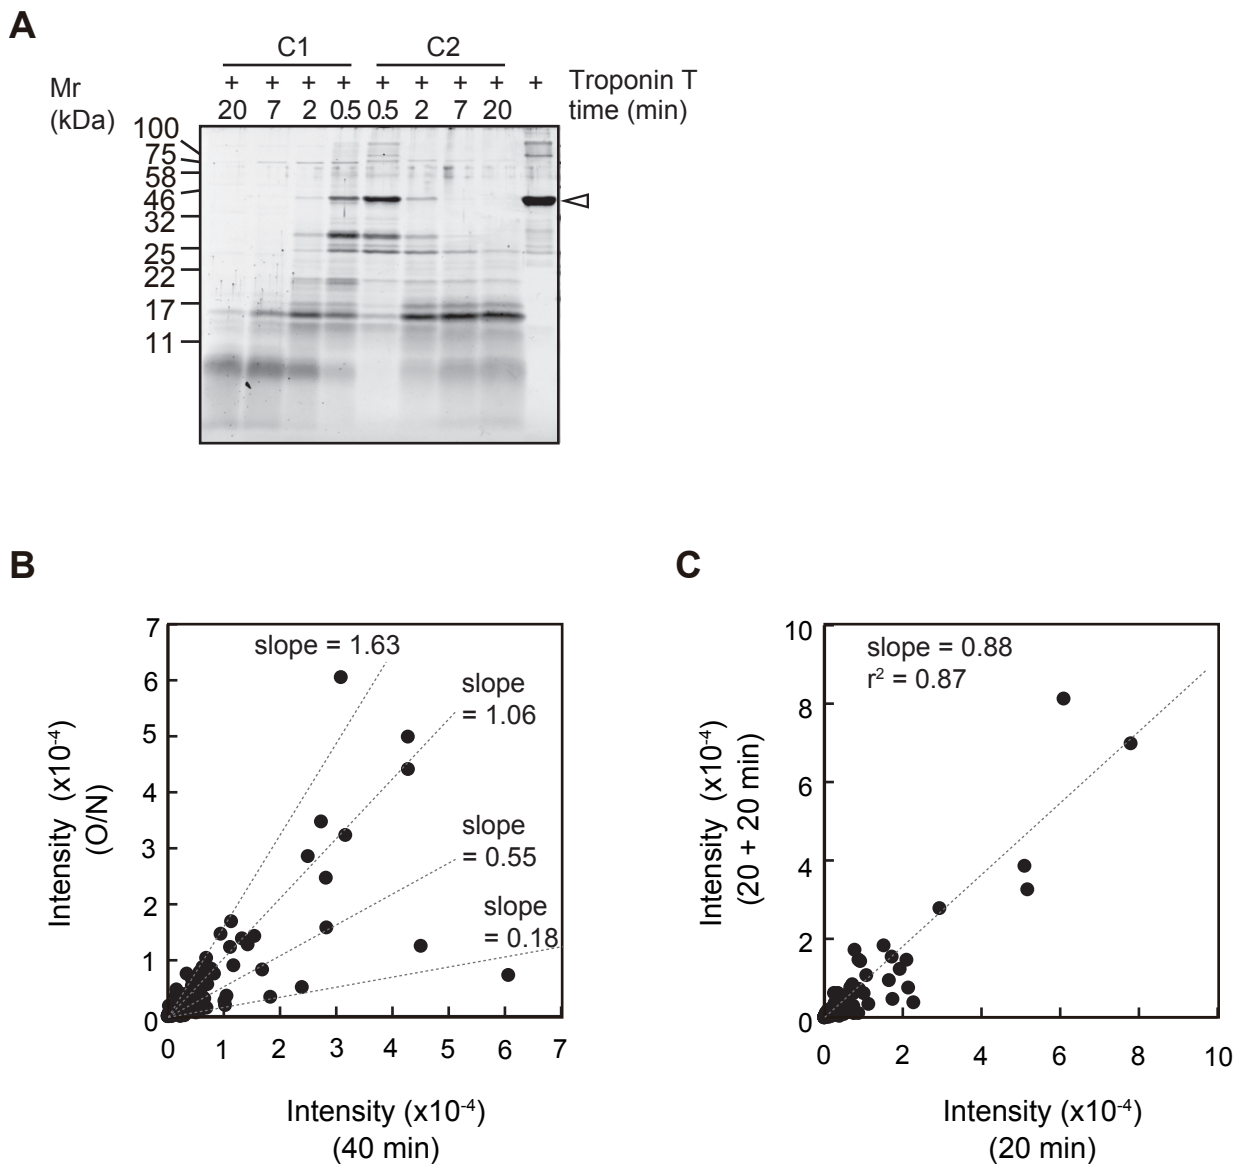 A
C1 C2
Mr (kDa)
+ + + + + + + + + Troponin T
20 7 2 0.5 0.5 2 7 20 time (min)
100
75
58
46
32
25
22
17
11
B
Intensity (x10-4)
(O/N)
7
6
5
4
3
2
1
0
slope = 1.63
slope
= 1.06
slope
= 0.55
slope
= 0.18
0 1 2 3 4 5 6 7
Intensity (x10-4)
(40 min)
C
Intensity (x10-4)
(20 + 20 min)
10
8
6
4
2
0
slope = 0.88
r2 = 0.87
0 2 4 6 8 10
Intensity (x10-4)
(20 min)